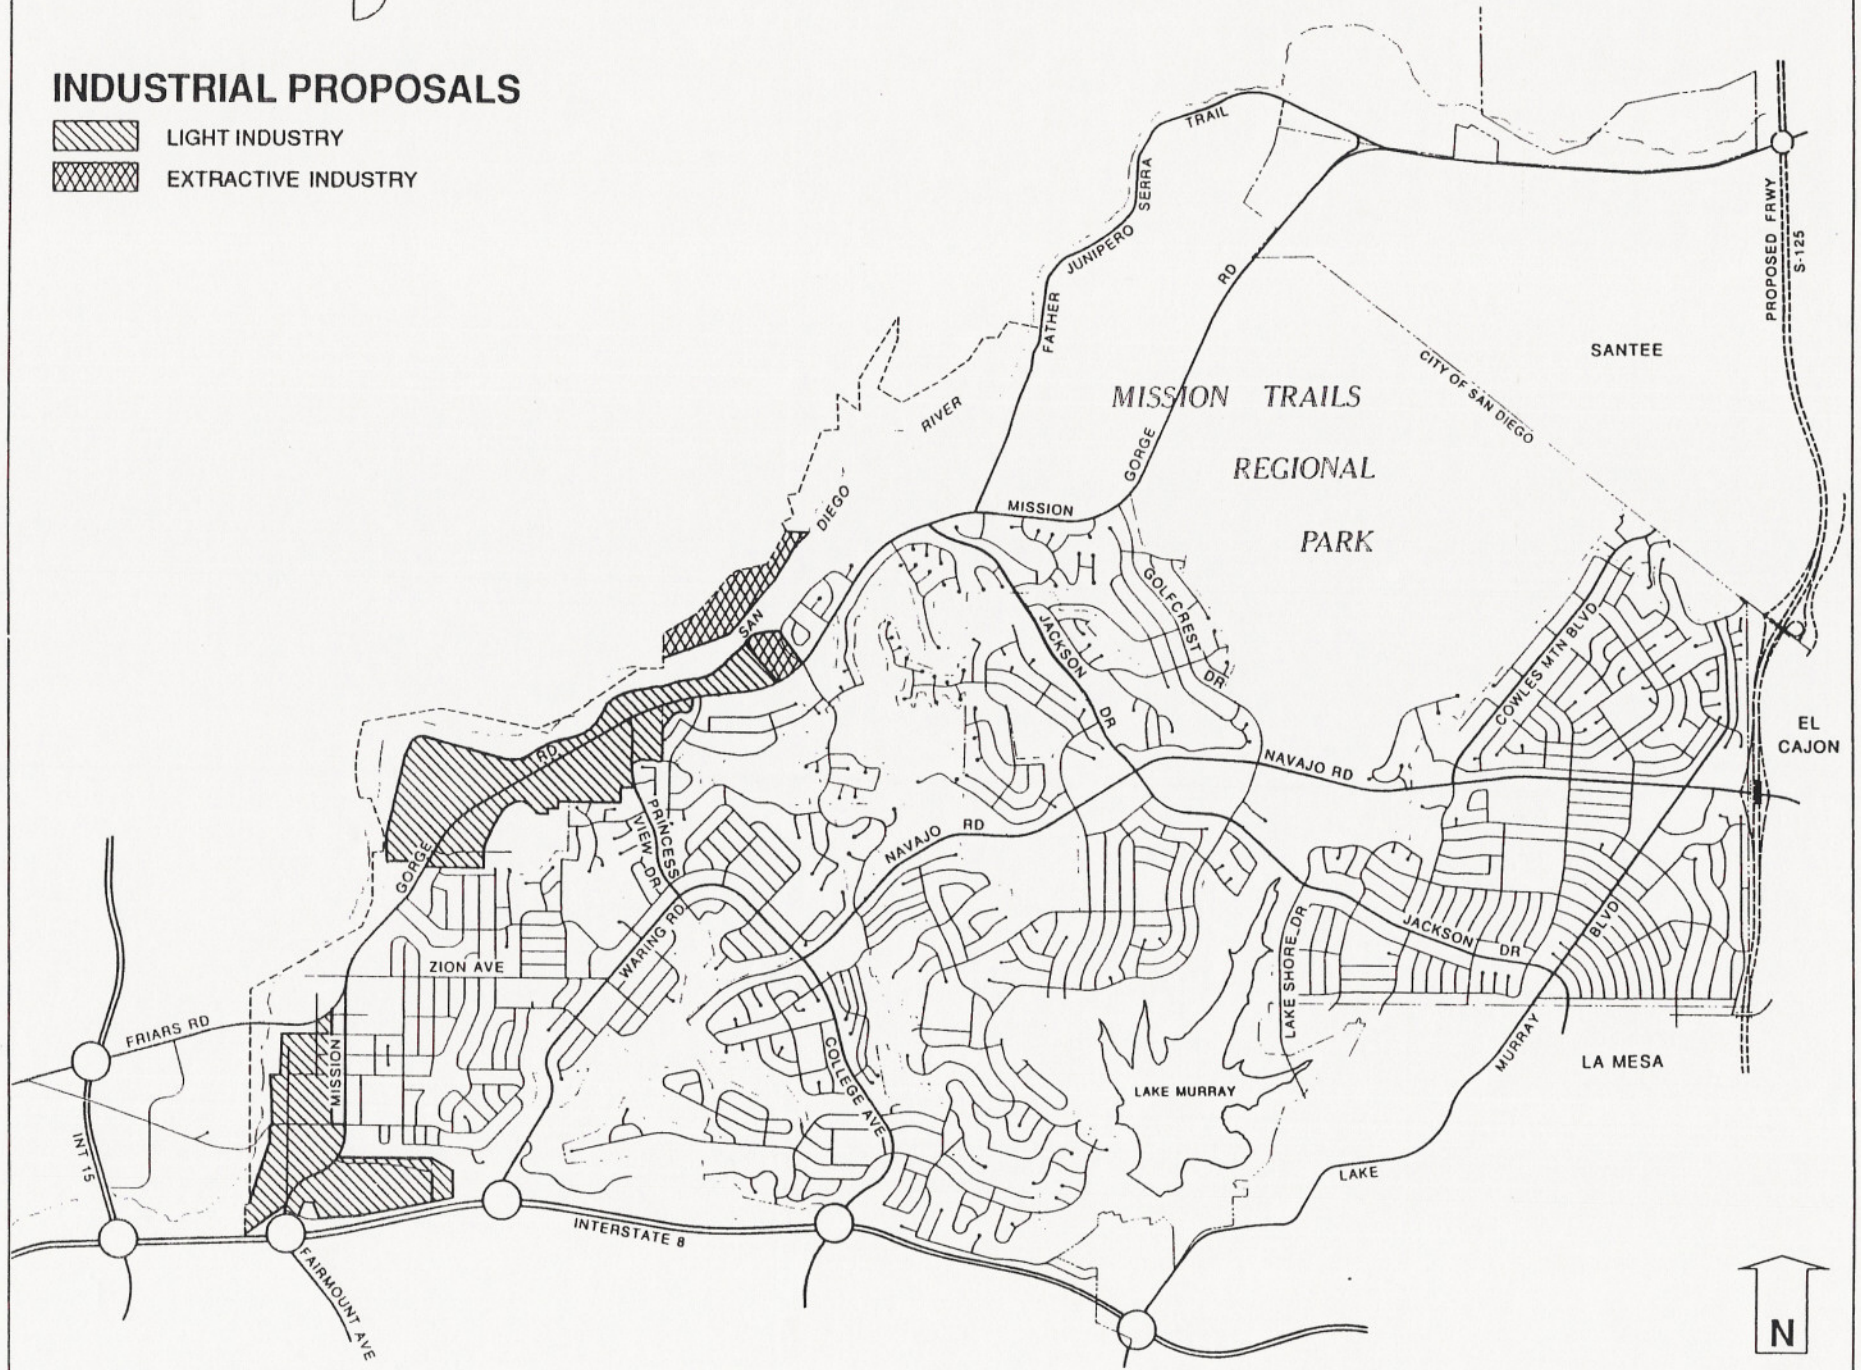 INDUSTRIAL PROPOSALS
LIGHT INDUSTRY
EXTRACTIVE INDUSTRY
TRAIL
SERRA
JUNIPERO
FATHER
RD
GORGE
MISSION
PROPOSED FRWY
S-125
SANTEE
CITY OF SAN DIEGO
MISSION TRAILS
REGIONAL
PARK
RIVER
DIEGO
SAN
GOLFCREST
DR
JACKSON
DR
COWLES MTN BLVD
EL
CAJON
NAVAJO RD
RD
GORGE
PRINCESS
VIEW DR
NAVAJO RD
WARING RD
ZION AVE
LAKE SHORE DR
JACKSON DR
BLVD
MURRAY
LAKE
FRIARS RD
MISSION
COLLEGE AVE
LAKE MURRAY
LA MESA
INT 15
INTERSTATE 8
FAIRMOUNT AVE
N